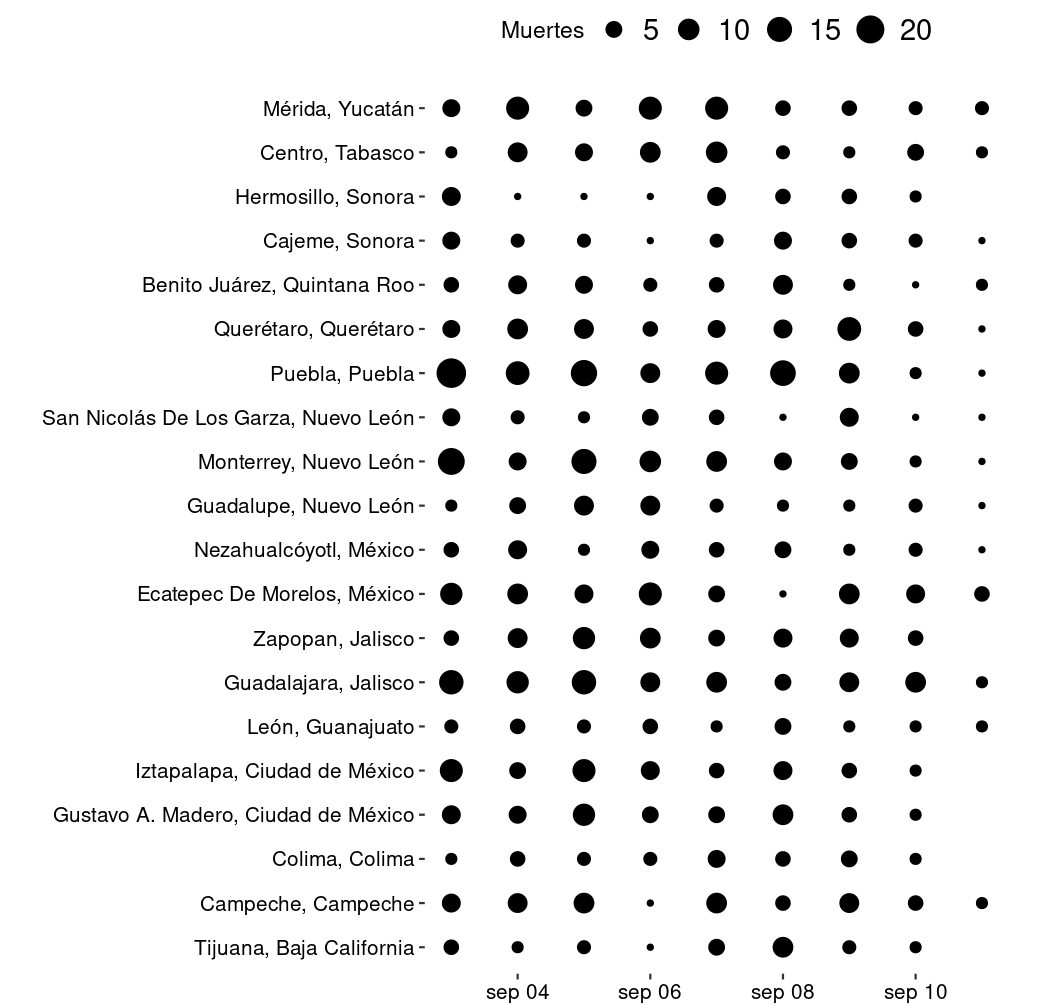 Muertes 5 10 15 20
Mérida, Yucatán
Centro, Tabasco
Hermosillo, Sonora
Cajeme, Sonora
Benito Juárez, Quintana Roo
Querétaro, Querétaro
Puebla, Puebla
San Nicolás De Los Garza, Nuevo León
Monterrey, Nuevo León
Guadalupe, Nuevo León
Nezahualcóyotl, México
Ecatepec De Morelos, México
Zapopan, Jalisco
Guadalajara, Jalisco
León, Guanajuato
Iztapalapa, Ciudad de México
Gustavo A. Madero, Ciudad de México
Colima, Colima
Campeche, Campeche
Tijuana, Baja California
sep 04 sep 06 sep 08 sep 10